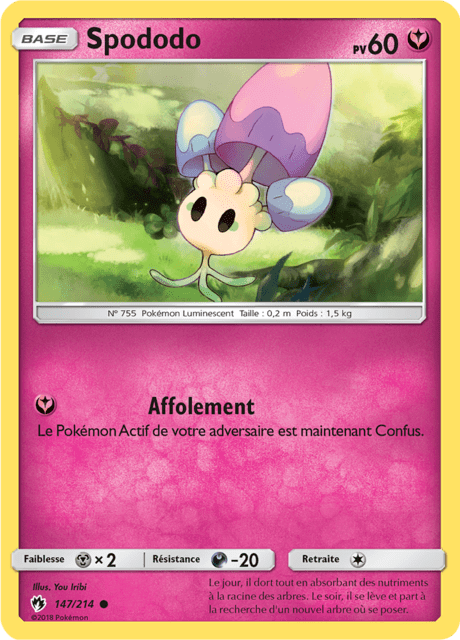 BASE Spododo PV60
N° 755 Pokémon Luminescent Taille : 0,2 m Poids : 1,5 kg
Affolement
Le Pokémon Actif de votre adversaire est maintenant Confus.
Faiblesse × 2 Résistance -20 Retraite
Illus. You Iribi
147/214
©2018 Pokémon
Le jour, il dort tout en absorbant des nutriments
à la racine des arbres. Le soir, il se lève et part à
la recherche d'un nouvel arbre où se poser.